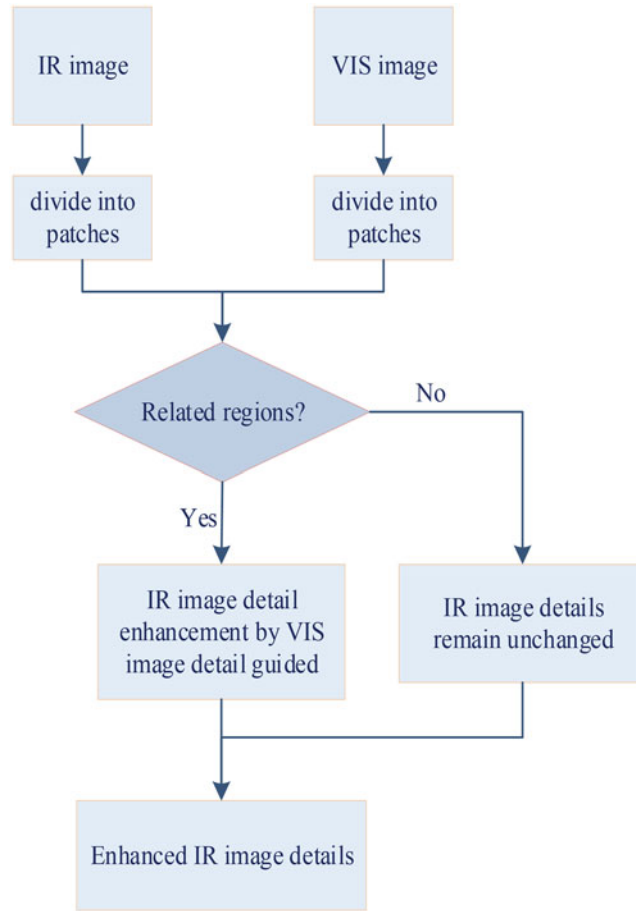 IR image
VIS image
divide into
patches
divide into
patches
Related regions?
No
Yes
IR image detail
enhancement by VIS
image detail guided
IR image details
remain unchanged
Enhanced IR image details